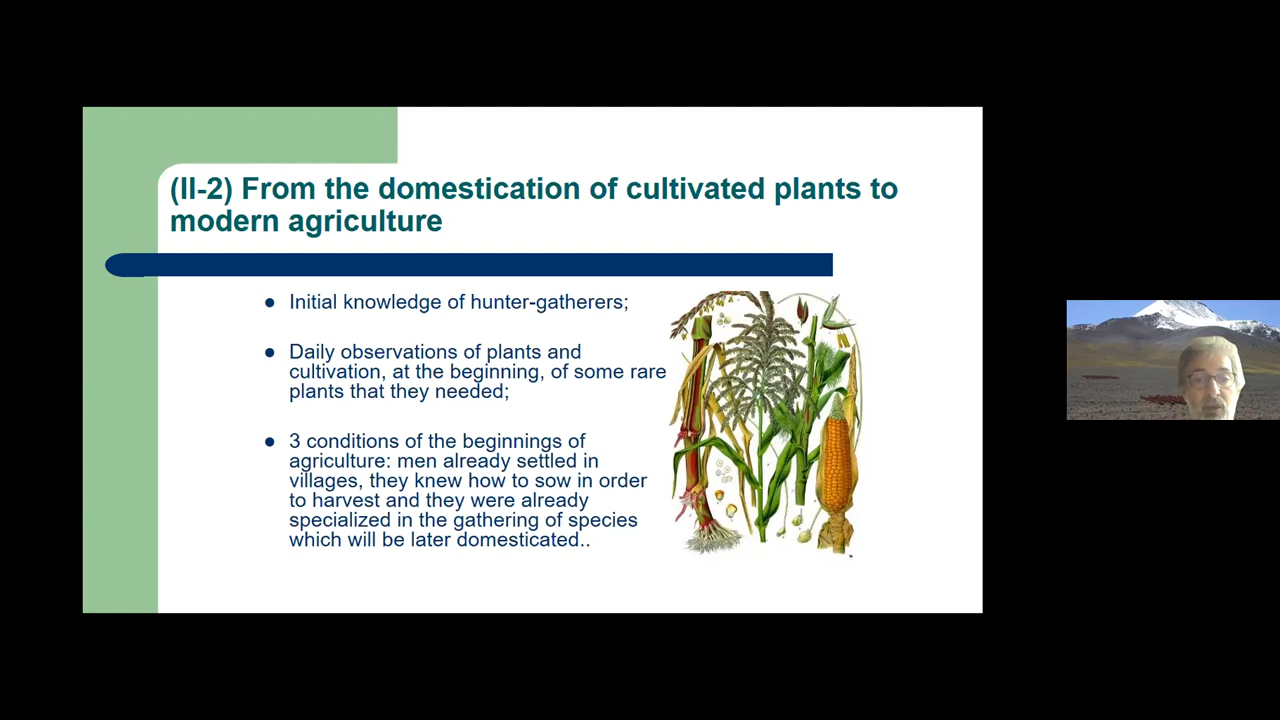 (II-2) From the domestication of cultivated plants to
modern agriculture
● Initial knowledge of hunter-gatherers;
● Daily observations of plants and
cultivation, at the beginning, of some rare
plants that they needed;
● 3 conditions of the beginnings of
agriculture: men already settled in
villages, they knew how to sow in order
to harvest and they were already
specialized in the gathering of species
which will be later domesticated..